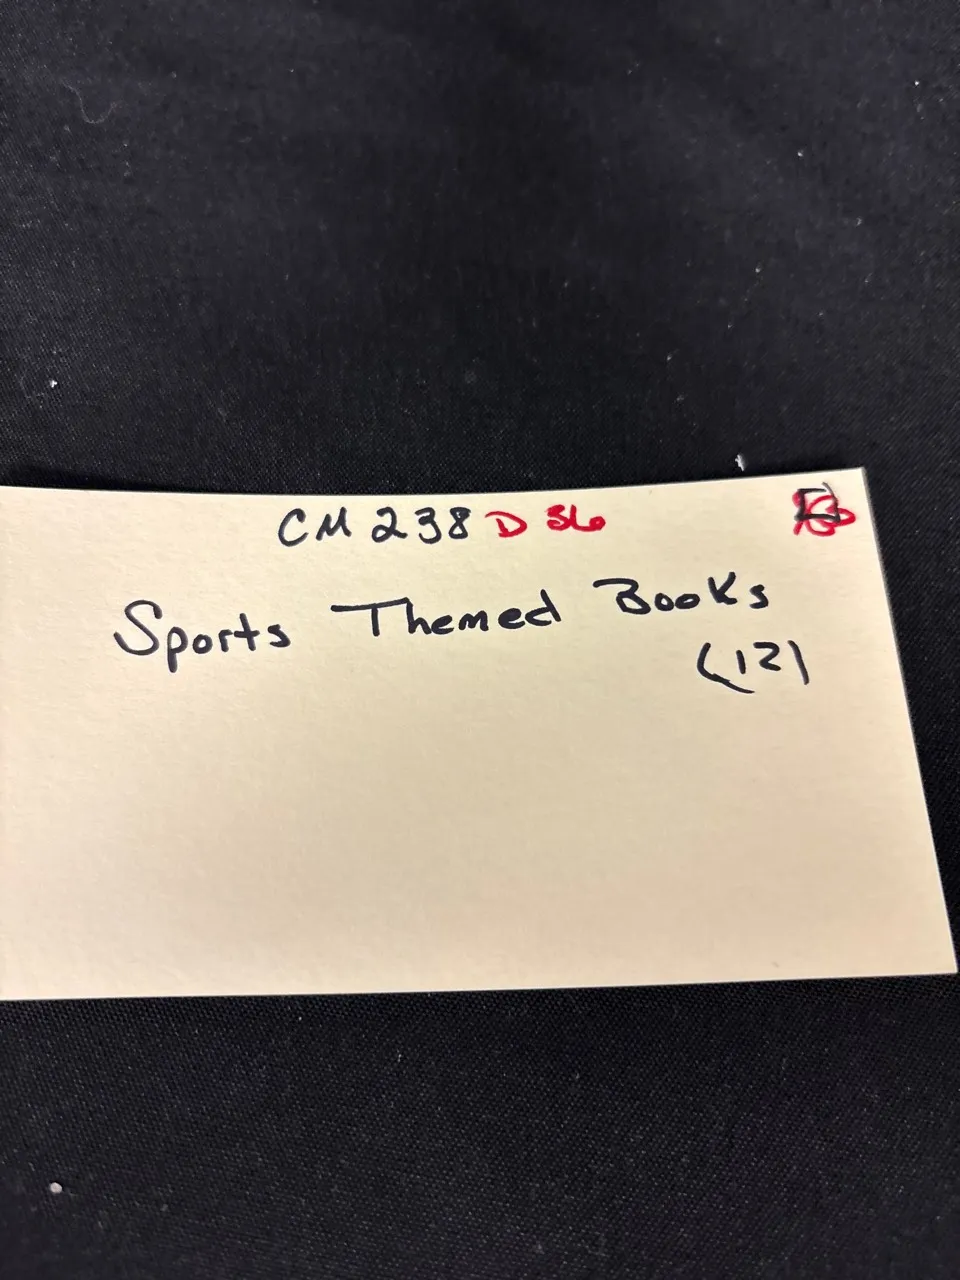 CM 238 D 36
Sports Themed Books
(12)